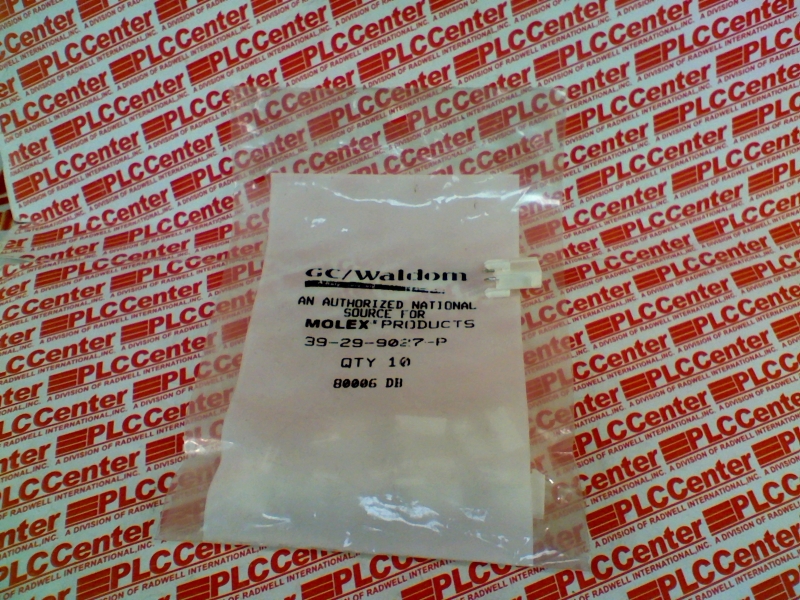 GC/Waldom
AN AUTHORIZED NATIONAL
SOURCE FOR
MOLEX® PRODUCTS
39-29-9027-P
QTY 10
80006 DH
PLCCenter
A DIVISION OF RADWELL INTERNATIONAL, INC.